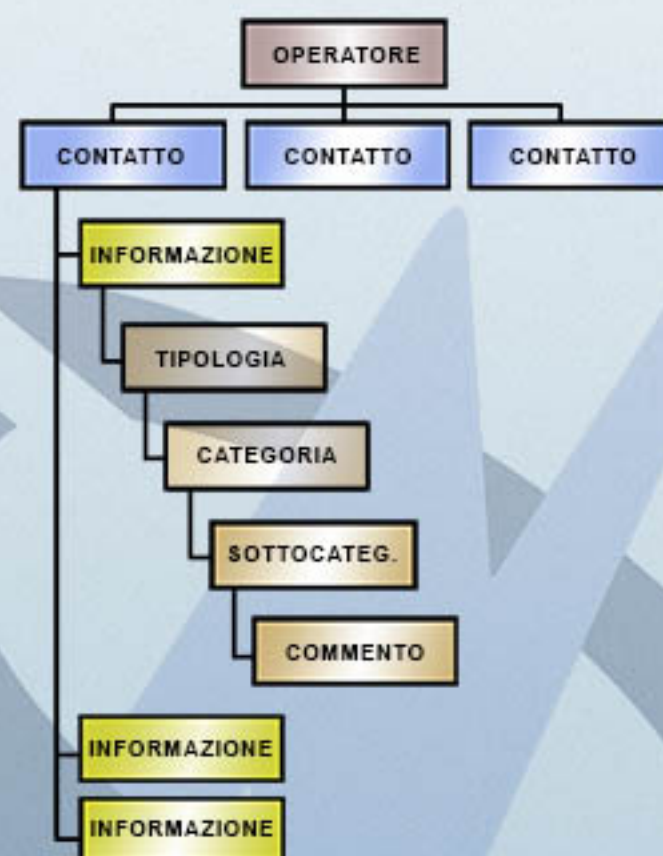 OPERATORE
CONTATTO
CONTATTO
CONTATTO
INFORMAZIONE
TIPOLOGIA
CATEGORIA
SOTTOCATEG.
COMMENTO
INFORMAZIONE
INFORMAZIONE